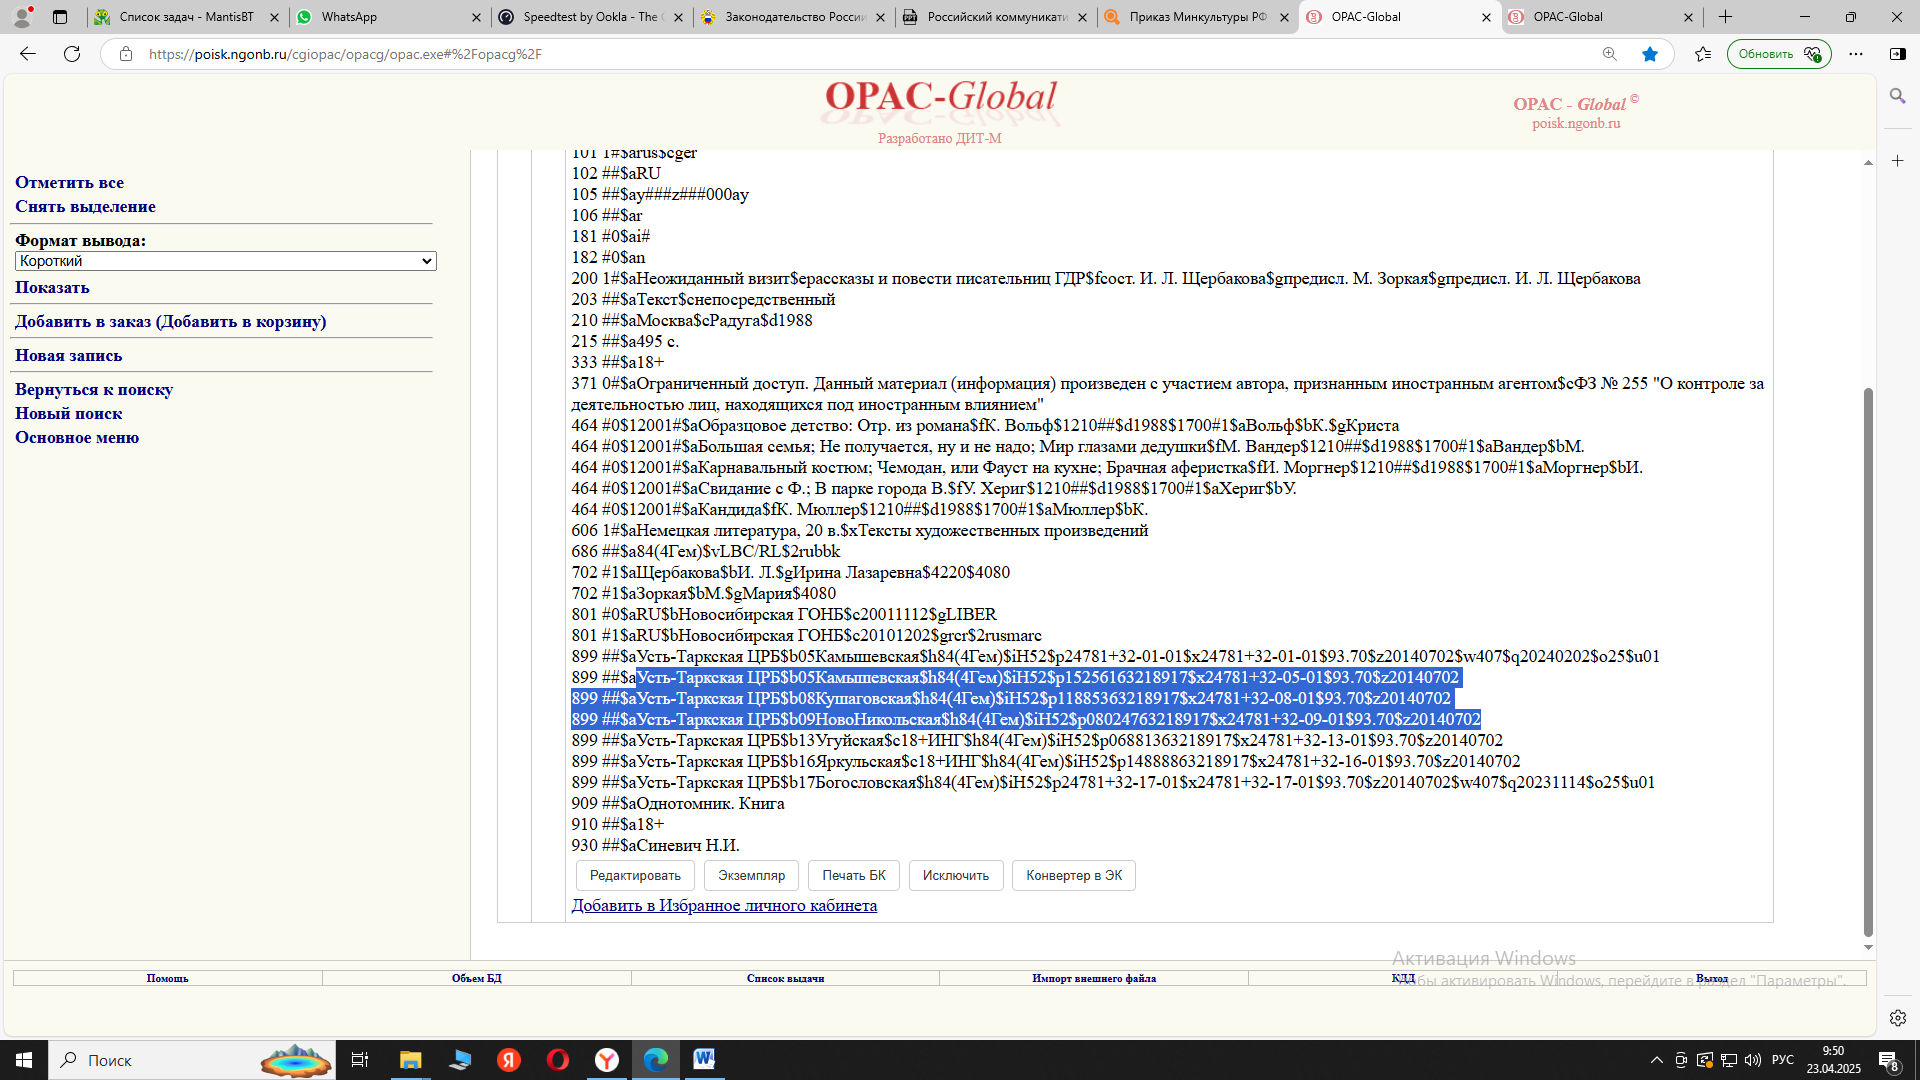 Список задач - MantisBT
WhatsApp
Speedtest by Ookla - The
Законодательство Росси
Российский коммуникати
Приказ Минкультуры РФ
OPAC-Global
OPAC-Global
https://poisk.ngonb.ru/cgiopac/opacg/opac.exe#%2Fopacg%2F
Обновить
OPAC-Global
Разработано ДИТ-М
OPAC - Global ©
poisk.ngonb.ru
Отметить все
Снять выделение
Формат вывода:
Короткий
Показать
Добавить в заказ (Добавить в корзину)
Новая запись
Вернуться к поиску
Новый поиск
Основное меню
101 1#$arus$cger
102 ##$aRU
105 ##$ay###z###000ay
106 ##$ar
181 #0$ai#
182 #0$an
200 1#$aНеожиданный визит$eрассказы и повести писательниц ГДР$fсост. И. Л. Щербакова$gпредисл. М. Зоркая$gпредисл. И. Л. Щербакова
203 ##$aТекст$cнепосредственный
210 ##$aМосква$cРадуга$d1988
215 ##$a495 с.
333 ##$a18+
371 0#$aОграниченный доступ. Данный материал (информация) произведен с участием автора, признанным иностранным агентом$cФЗ № 255 "О контроле за
деятельностью лиц, находящихся под иностранным влиянием"
464 #0$12001#$aОбразцовое детство: Отр. из романа$fК. Вольф$1210##$d1988$1700#1$aВольф$bК.$gКриста
464 #0$12001#$aБольшая семья; Не получается, ну и не надо; Мир глазами дедушки$fМ. Вандер$1210##$d1988$1700#1$aВандер$bМ.
464 #0$12001#$aКарнавальный костюм; Чемодан, или Фауст на кухне; Брачная аферистка$fИ. Моргнер$1210##$d1988$1700#1$aМоргнер$bИ.
464 #0$12001#$aСвидание с Ф.; В парке города В.$fУ. Хериг$1210##$d1988$1700#1$aХериг$bУ.
464 #0$12001#$aКандида$fК. Мюллер$1210##$d1988$1700#1$aМюллер$bК.
606 1#$aНемецкая литература, 20 в.$xТексты художественных произведений
686 ##$a84(4Гем)$vLBC/RL$2rubbk
702 #1$aЩербакова$bИ. Л.$gИрина Лазаревна$4220$4080
702 #1$aЗоркая$bМ.$gМария$4080
801 #0$aRU$bНовосибирская ГОНБ$c20011112$gLIBER
801 #1$aRU$bНовосибирская ГОНБ$c20101202$grcr$2rusmarc
899 ##$aУсть-Таркская ЦРБ$b05Камышевская$h84(4Гем)$iН52$p24781+32-01-01$x24781+32-01-01$93.70$z20140702$w407$q20240202$o25$u01
899 ##$aУсть-Таркская ЦРБ$b05Камышевская$h84(4Гем)$iН52$p15256163218917$x24781+32-05-01$93.70$z20140702
899 ##$aУсть-Таркская ЦРБ$b08Кушаговская$h84(4Гем)$iН52$p11885363218917$x24781+32-08-01$93.70$z20140702
899 ##$aУсть-Таркская ЦРБ$b09НовоНикольская$h84(4Гем)$iН52$p08024763218917$x24781+32-09-01$93.70$z20140702
899 ##$aУсть-Таркская ЦРБ$b13Угуйская$c18+ИНГ$h84(4Гем)$iН52$p06881363218917$x24781+32-13-01$93.70$z20140702
899 ##$aУсть-Таркская ЦРБ$b16Яркульская$c18+ИНГ$h84(4Гем)$iН52$p14888863218917$x24781+32-16-01$93.70$z20140702
899 ##$aУсть-Таркская ЦРБ$b17Богословская$h84(4Гем)$iН52$p24781+32-17-01$x24781+32-17-01$93.70$z20140702$w407$q20231114$o25$u01
909 ##$aОднотомник. Книга
910 ##$a18+
930 ##$aСиневич Н.И.
Редактировать
Экземпляр
Печать БК
Исключить
Конвертер в ЭК
Добавить в Избранное личного кабинета
Активация Windows
Чтобы активировать Windows, перейдите в раздел "Параметры".
Помощь
Объем БД
Список выдачи
Импорт внешнего файла
КДД
Выход
Поиск
РУС
9:50
23.04.2025
8